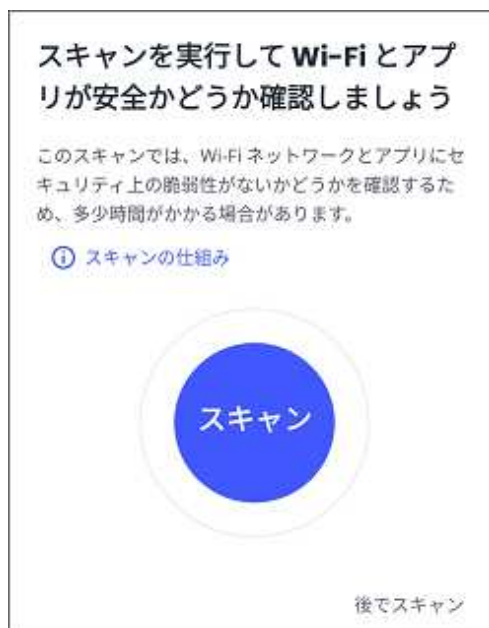 スキャンを実行して Wi-Fi とアプ
リが安全かどうか確認しましょう
このスキャンでは、Wi-Fi ネットワークとアプリにセ
キュリティ上の脆弱性がないかどうかを確認するた
め、多少時間がかかる場合があります。
スキャンの仕組み
スキャン
後でスキャン